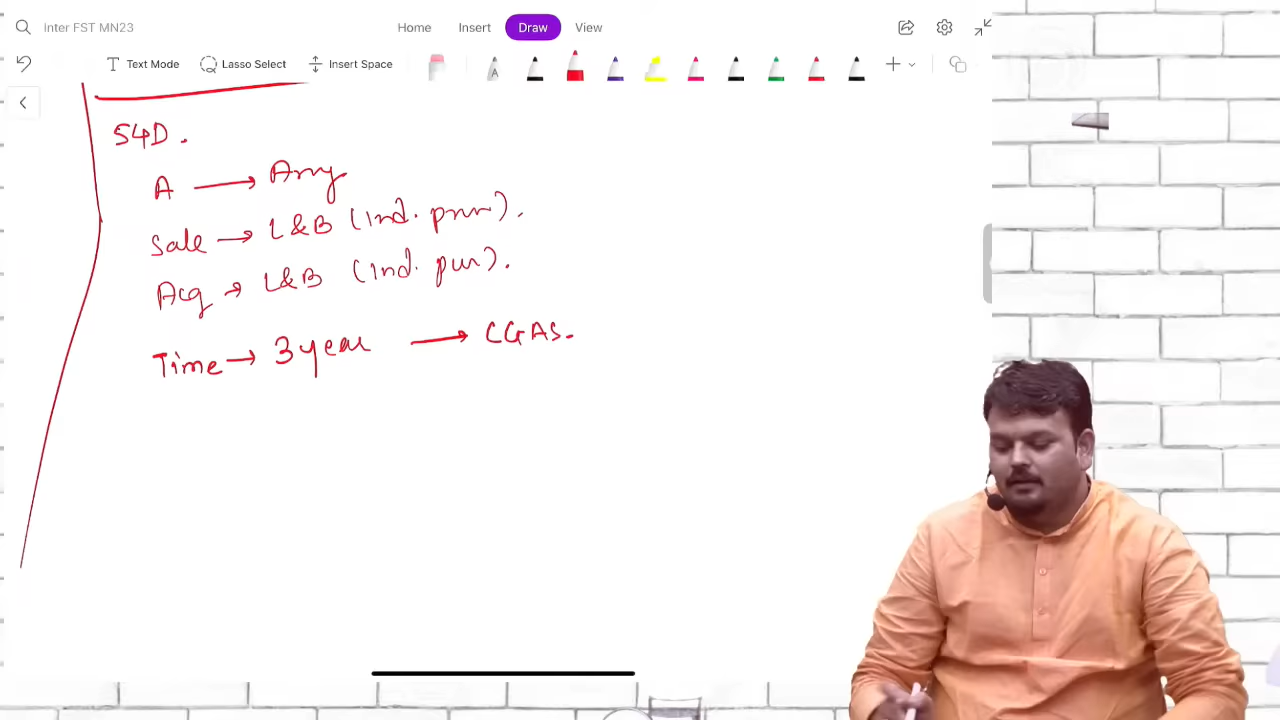 Inter FST MN23
Home Insert Draw View
Text Mode Lasso Select Insert Space
54D.
A → Any
Sale → L&B (Ind. purr).
Acq → L&B (Ind. pur).
Time → 3 year → CGAS.